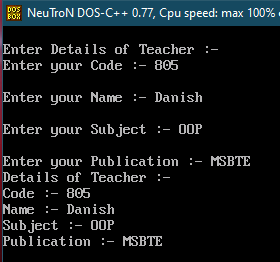 DOS BOX
NeuTroN DOS-C++ 0.77, Cpu speed: max 100%
Enter Details of Teacher :-
Enter your Code :- 805
Enter your Name :- Danish
Enter your Subject :- OOP
Enter your Publication :- MSBTE
Details of Teacher :-
Code :- 805
Name :- Danish
Subject :- OOP
Publication :- MSBTE